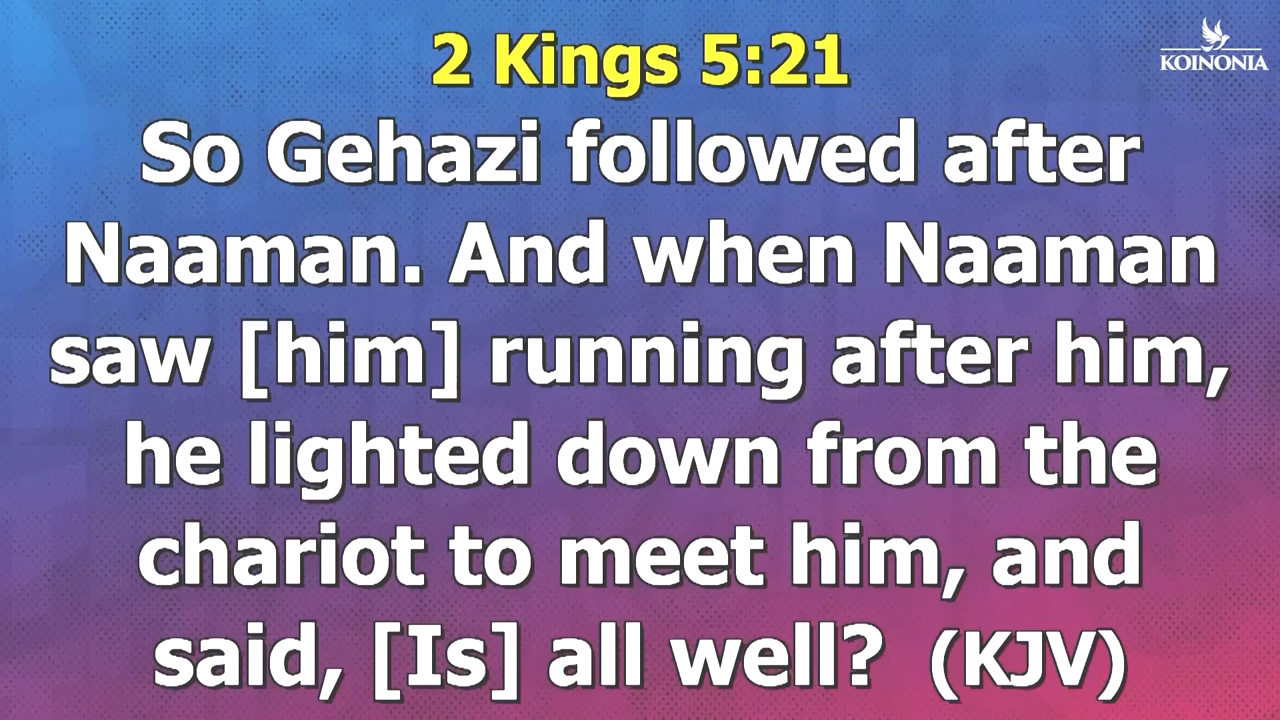 2 Kings 5:21
KOINONIA
So Gehazi followed after
Naaman. And when Naaman
saw [him] running after him,
he lighted down from the
chariot to meet him, and
said, [Is] all well? (KJV)